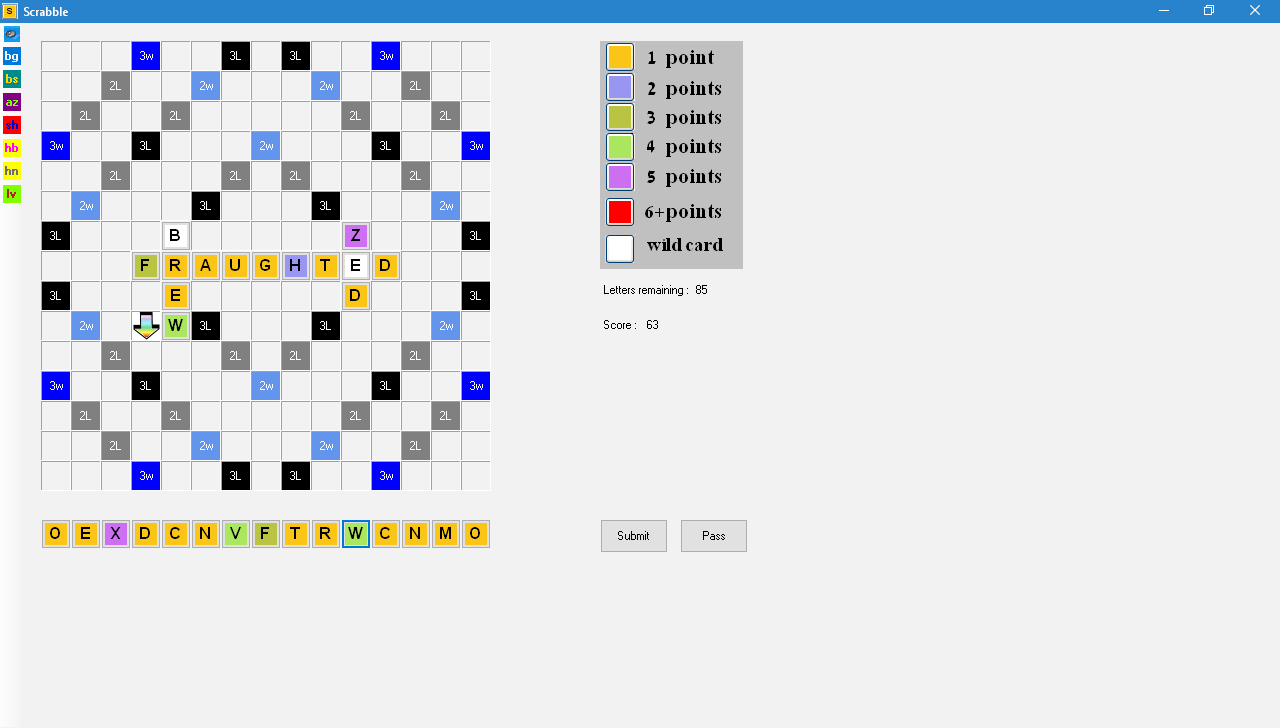 S Scrabble
bg
bs
az
sh
hb
hn
lv
3w 3L 3L 3w
2L 2w 2w 2L
2L 2L 2L 2L
3w 3L 2w 3L 3w
2L 2L 2L 2L
2w 3L 3L 2w
3L B Z 3L
F R A U G H T E D
3L E D 3L
2w W 3L 3L 2w
2L 2L 2L 2L
3w 3L 2w 3L 3w
2L 2L 2L 2L
2L 2w 2w 2L
3w 3L 3L 3w
O E X D C N V F T R W C N M O
1 point
2 points
3 points
4 points
5 points
6+points
wild card
Letters remaining : 85
Score : 63
Submit Pass